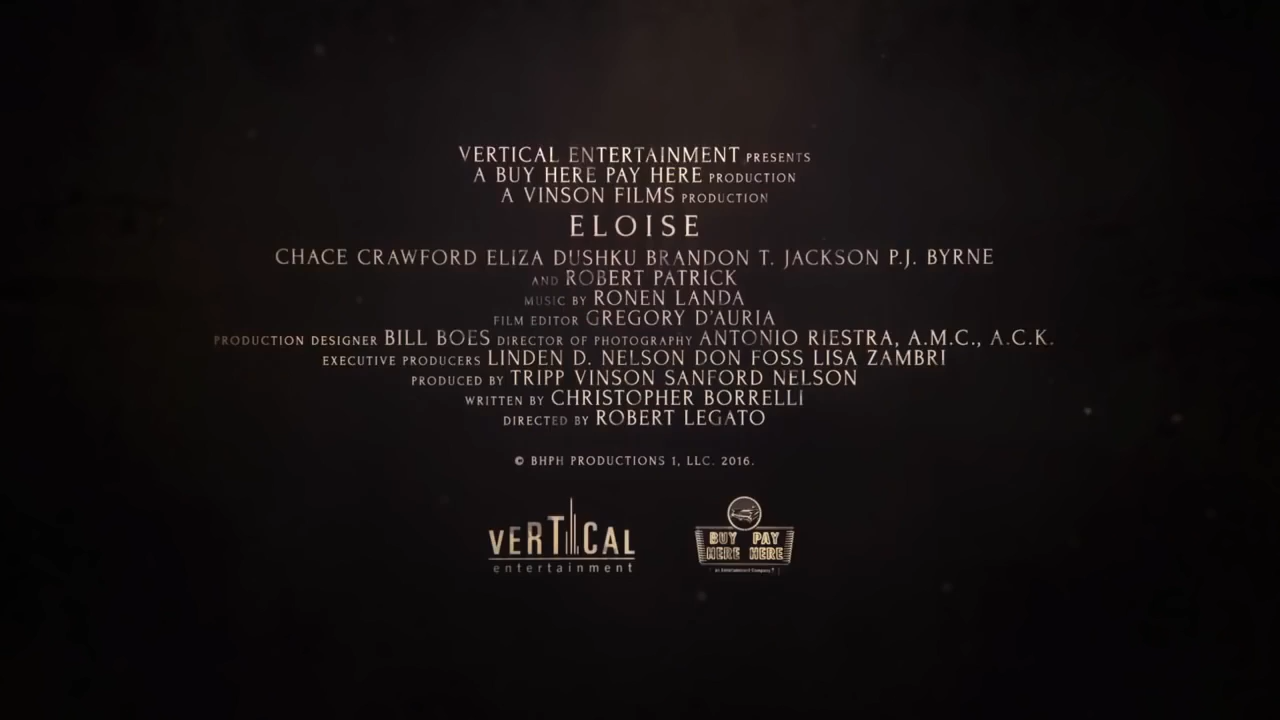 VERTICAL ENTERTAINMENT PRESENTS
A BUY HERE PAY HERE PRODUCTION
A VINSON FILMS PRODUCTION
ELOISE
CHACE CRAWFORD ELIZA DUSHKU BRANDON T. JACKSON P.J. BYRNE
AND ROBERT PATRICK
MUSIC BY RONEN LANDA
FILM EDITOR GREGORY D'AURIA
PRODUCTION DESIGNER BILL BOES DIRECTOR OF PHOTOGRAPHY ANTONIO RIESTRA, A.M.C., A.C.K.
EXECUTIVE PRODUCERS LINDEN D. NELSON DON FOSS LISA ZAMBRI
PRODUCED BY TRIPP VINSON SANFORD NELSON
WRITTEN BY CHRISTOPHER BORRELLI
DIRECTED BY ROBERT LEGATO
© BHPH PRODUCTIONS 1, LLC. 2016.
VERTICAL
entertainment
BUY PAY
HERE HERE
an Entertainment Company